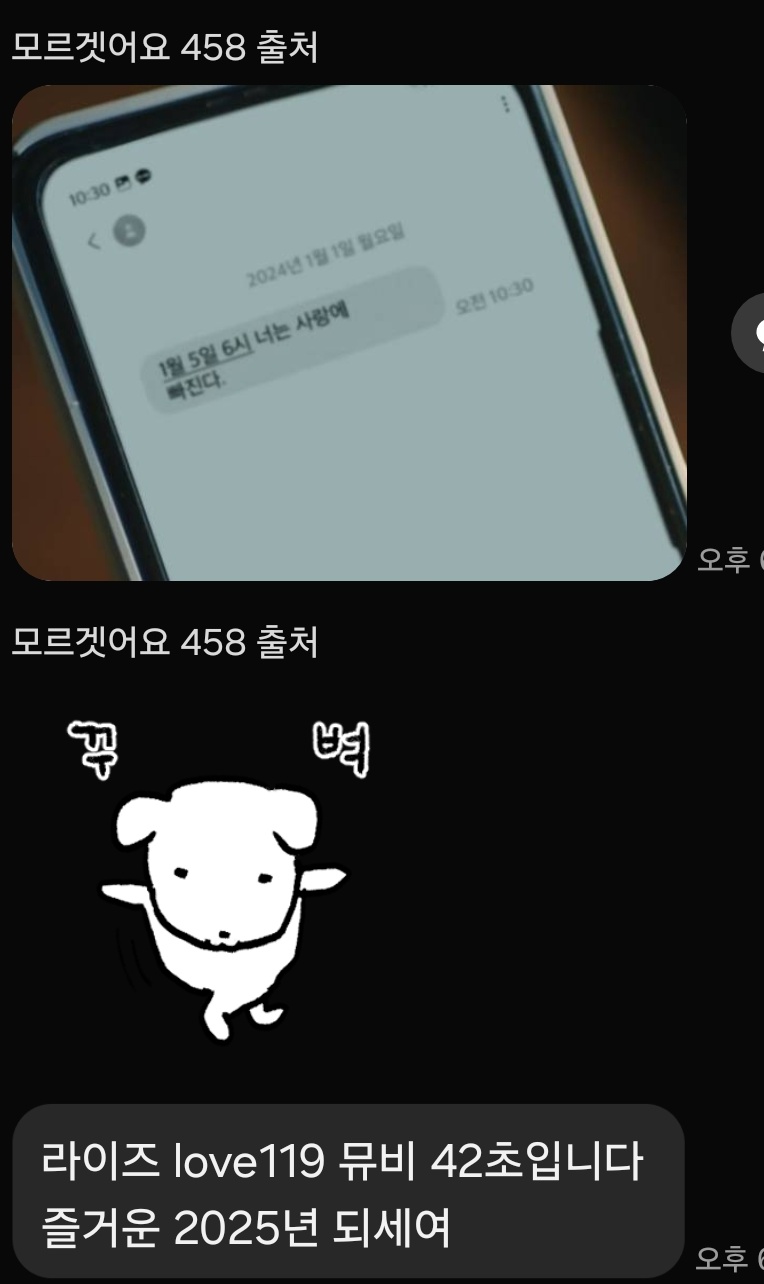 모르겟어요 458 출처
10:30
2024년 1월 1일 월요일
1월 5일 6시 너는 사랑에
빠진다.
오전 10:30
오후
모르겟어요 458 출처
꾸벅
라이즈 love119 뮤비 42초입니다
즐거운 2025년 되세여
오후